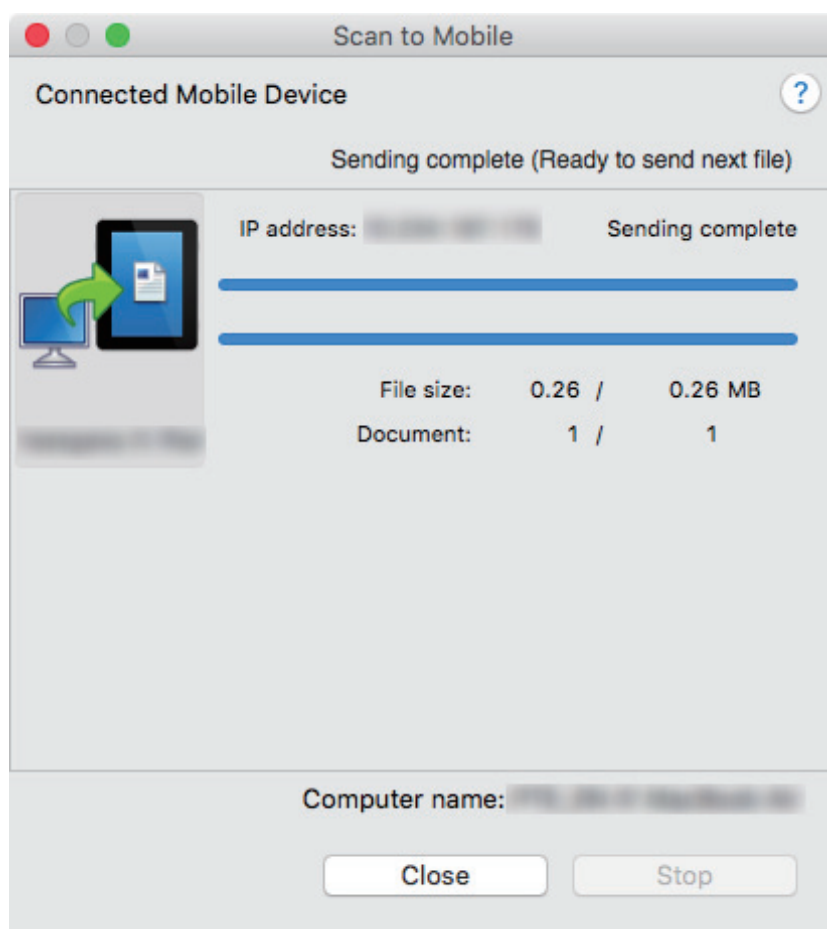 Scan to Mobile
Connected Mobile Device
?
Sending complete (Ready to send next file)
IP address: Sending complete
File size: 0.26 / 0.26 MB
Document: 1 / 1
Computer name:
Close Stop